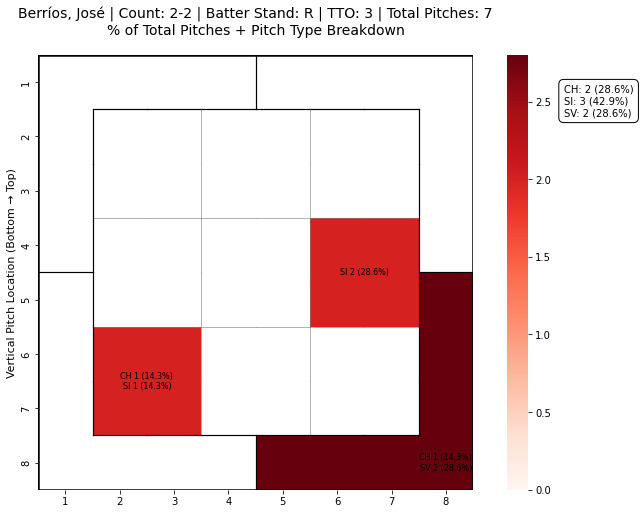 Berríos, José | Count: 2-2 | Batter Stand: R | TTO: 3 | Total Pitches: 7
% of Total Pitches + Pitch Type Breakdown
CH: 2 (28.6%)
SI: 3 (42.9%)
SV: 2 (28.6%)
Vertical Pitch Location (Bottom → Top)
1
2
3
4
5
6
7
8
SI 2 (28.6%)
CH 1 (14.3%)
SI 1 (14.3%)
CH 1 (14.3%)
SV 2 (28.6%)
1 2 3 4 5 6 7 8
2.5
2.0
1.5
1.0
0.5
0.0